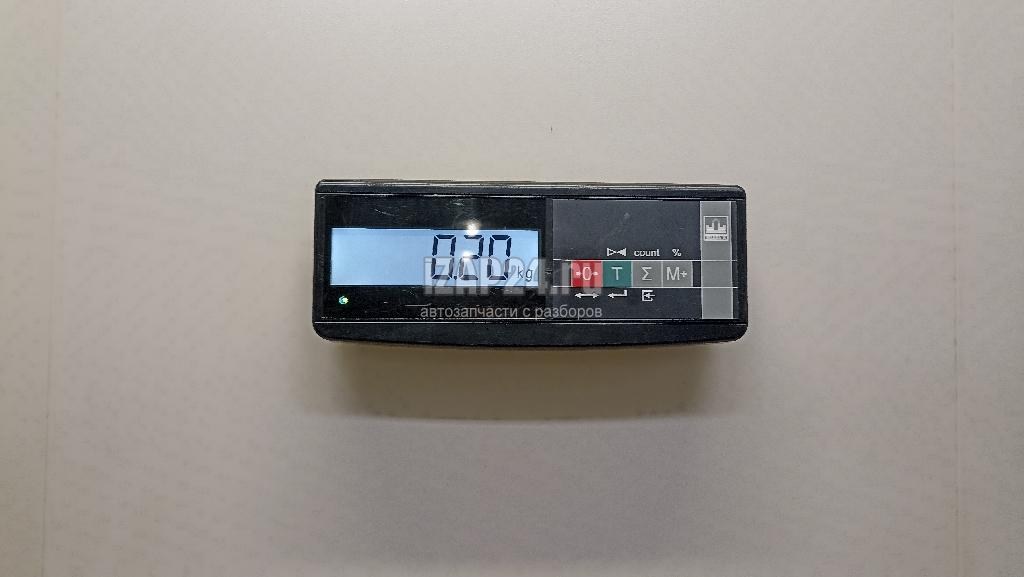 count %
0.20 kg
→0← T Σ M+
IZAP24.ru
автозапчасти с разборов